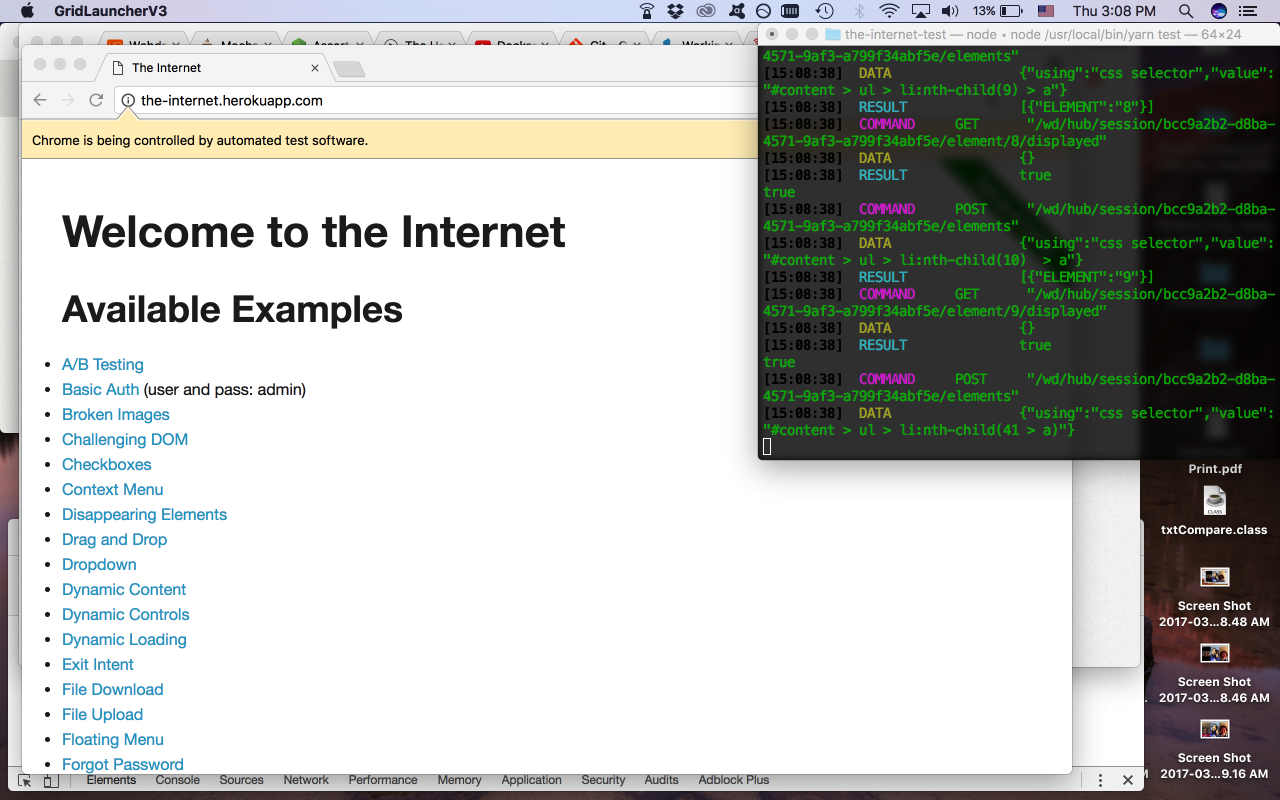 GridLauncherV3
13%
Thu 3:08 PM
The Internet
the-internet.herokuapp.com
Chrome is being controlled by automated test software.
Welcome to the Internet
Available Examples
A/B Testing
Basic Auth (user and pass: admin)
Broken Images
Challenging DOM
Checkboxes
Context Menu
Disappearing Elements
Drag and Drop
Dropdown
Dynamic Content
Dynamic Controls
Dynamic Loading
Exit Intent
File Download
File Upload
Floating Menu
Forgot Password
Elements Console Sources Network Performance Memory Application Security Audits Adblock Plus
the-internet-test — node ◂ node /usr/local/bin/yarn test — 64×24
4571-9af3-a799f34abf5e/elements"
[15:08:38] DATA {"using":"css selector","value":
"#content > ul > li:nth-child(9) > a"}
[15:08:38] RESULT [{"ELEMENT":"8"}]
[15:08:38] COMMAND GET "/wd/hub/session/bcc9a2b2-d8ba-
4571-9af3-a799f34abf5e/element/8/displayed"
[15:08:38] DATA {}
[15:08:38] RESULT true
true
[15:08:38] COMMAND POST "/wd/hub/session/bcc9a2b2-d8ba-
4571-9af3-a799f34abf5e/elements"
[15:08:38] DATA {"using":"css selector","value":
"#content > ul > li:nth-child(10)  > a"}
[15:08:38] RESULT [{"ELEMENT":"9"}]
[15:08:38] COMMAND GET "/wd/hub/session/bcc9a2b2-d8ba-
4571-9af3-a799f34abf5e/element/9/displayed"
[15:08:38] DATA {}
[15:08:38] RESULT true
true
[15:08:38] COMMAND POST "/wd/hub/session/bcc9a2b2-d8ba-
4571-9af3-a799f34abf5e/elements"
[15:08:38] DATA {"using":"css selector","value":
"#content > ul > li:nth-child(41 > a)"}
Print.pdf
CLASS
txtCompare.class
Screen Shot
2017-03...8.48 AM
Screen Shot
2017-03...8.46 AM
Screen Shot
2017-03...9.16 AM